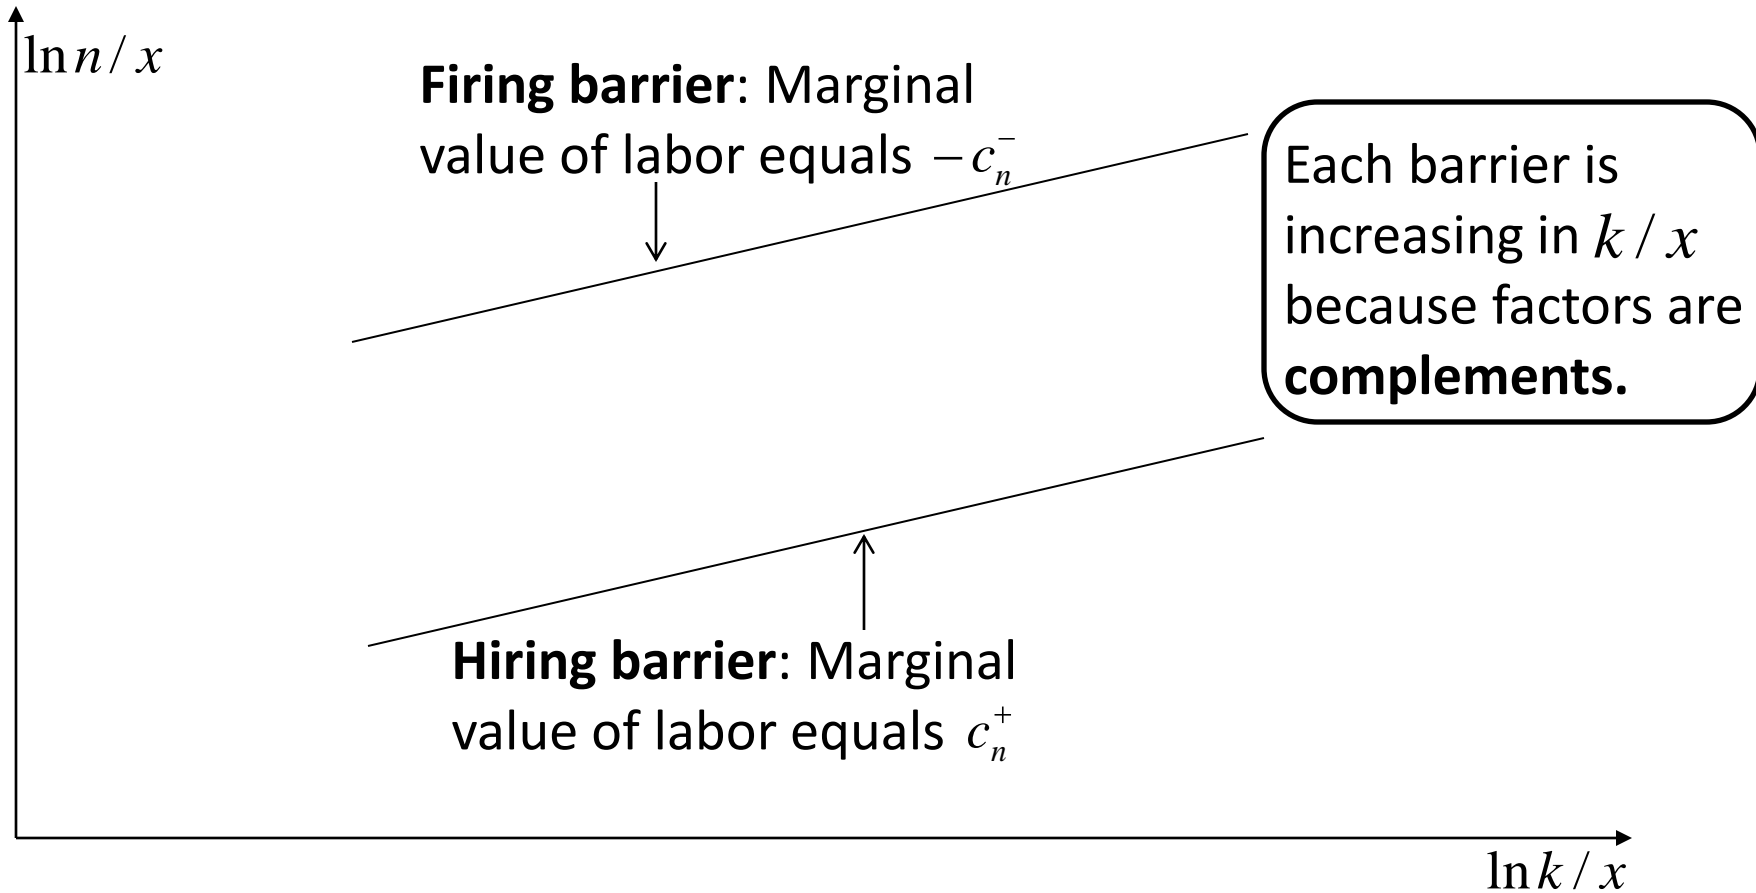 ln n / x
Firing barrier: Marginal
value of labor equals − c_n^−
Each barrier is
increasing in k / x
because factors are
complements.
Hiring barrier: Marginal
value of labor equals c_n^+
ln k / x